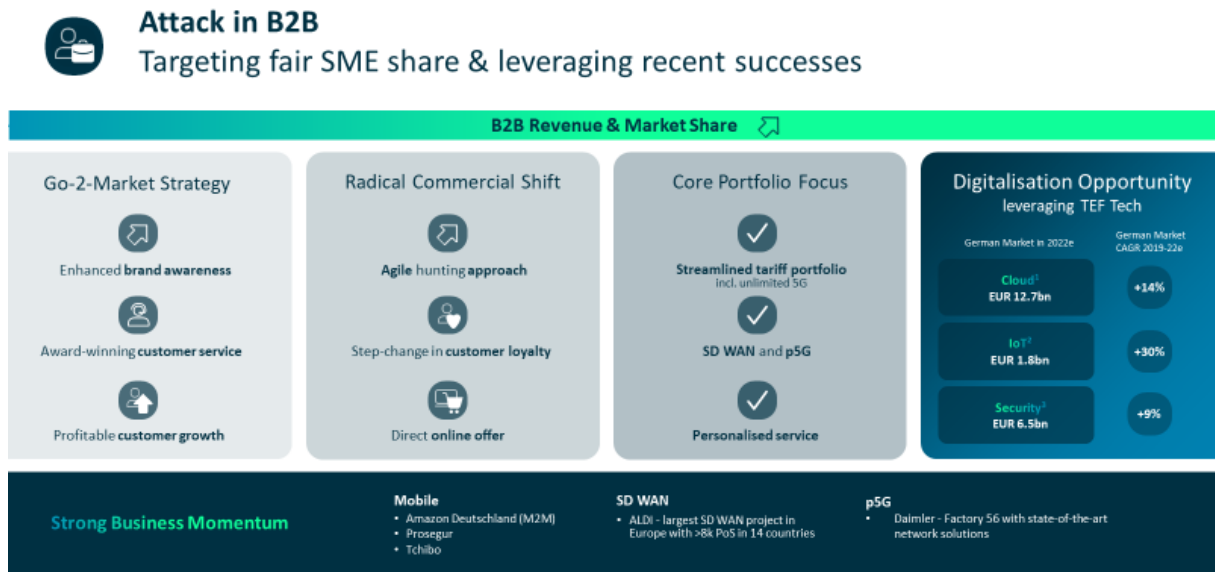 Attack in B2B
Targeting fair SME share & leveraging recent successes
B2B Revenue & Market Share
Go-2-Market Strategy
Enhanced brand awareness
Award-winning customer service
Profitable customer growth
Radical Commercial Shift
Agile hunting approach
Step-change in customer loyalty
Direct online offer
Core Portfolio Focus
Streamlined tariff portfolio
incl. unlimited 5G
SD WAN and p5G
Personalised service
Digitalisation Opportunity
leveraging TEF Tech
German Market in 2022e
German Market
CAGR 2019-22e
Cloud¹
EUR 12.7bn
+14%
IoT²
EUR 1.8bn
+30%
Security³
EUR 6.5bn
+9%
Strong Business Momentum
Mobile
• Amazon Deutschland (M2M)
• Prosegur
• Tchibo
SD WAN
• ALDI - largest SD WAN project in
Europe with >8k PoS in 14 countries
p5G
• Daimler - Factory 56 with state-of-the-art
network solutions